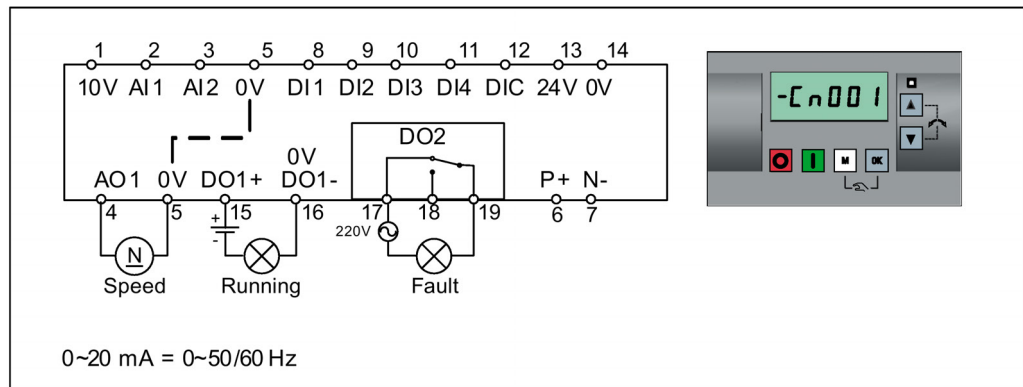 1 2 3 5 8 9 10 11 12 13 14
10V AI1 AI2 0V DI1 DI2 DI3 DI4 DIC 24V 0V
DO2
0V
AO1 0V DO1+ DO1- P+ N-
4 5 15 16 17 18 19 6 7
+
-
220V
N
Speed Running Fault
0~20 mA = 0~50/60 Hz
-Cn001
M OK